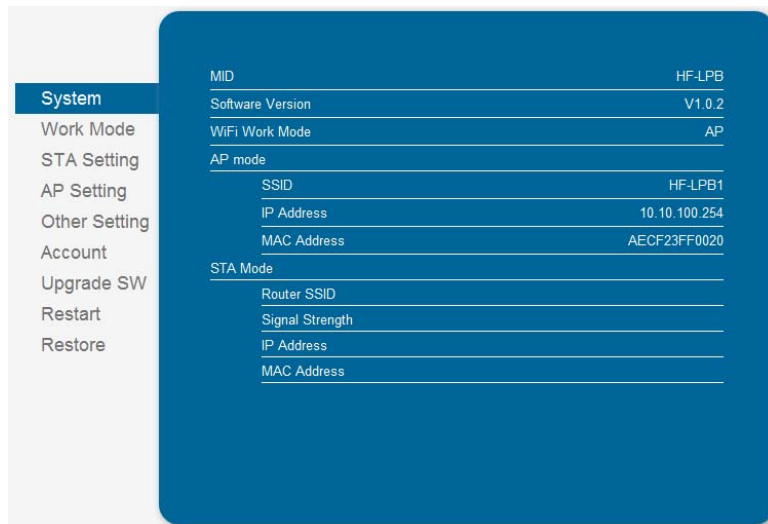 System
Work Mode
STA Setting
AP Setting
Other Setting
Account
Upgrade SW
Restart
Restore
MID HF-LPB
Software Version V1.0.2
WiFi Work Mode AP
AP mode
SSID HF-LPB1
IP Address 10.10.100.254
MAC Address AECF23FF0020
STA Mode
Router SSID
Signal Strength
IP Address
MAC Address